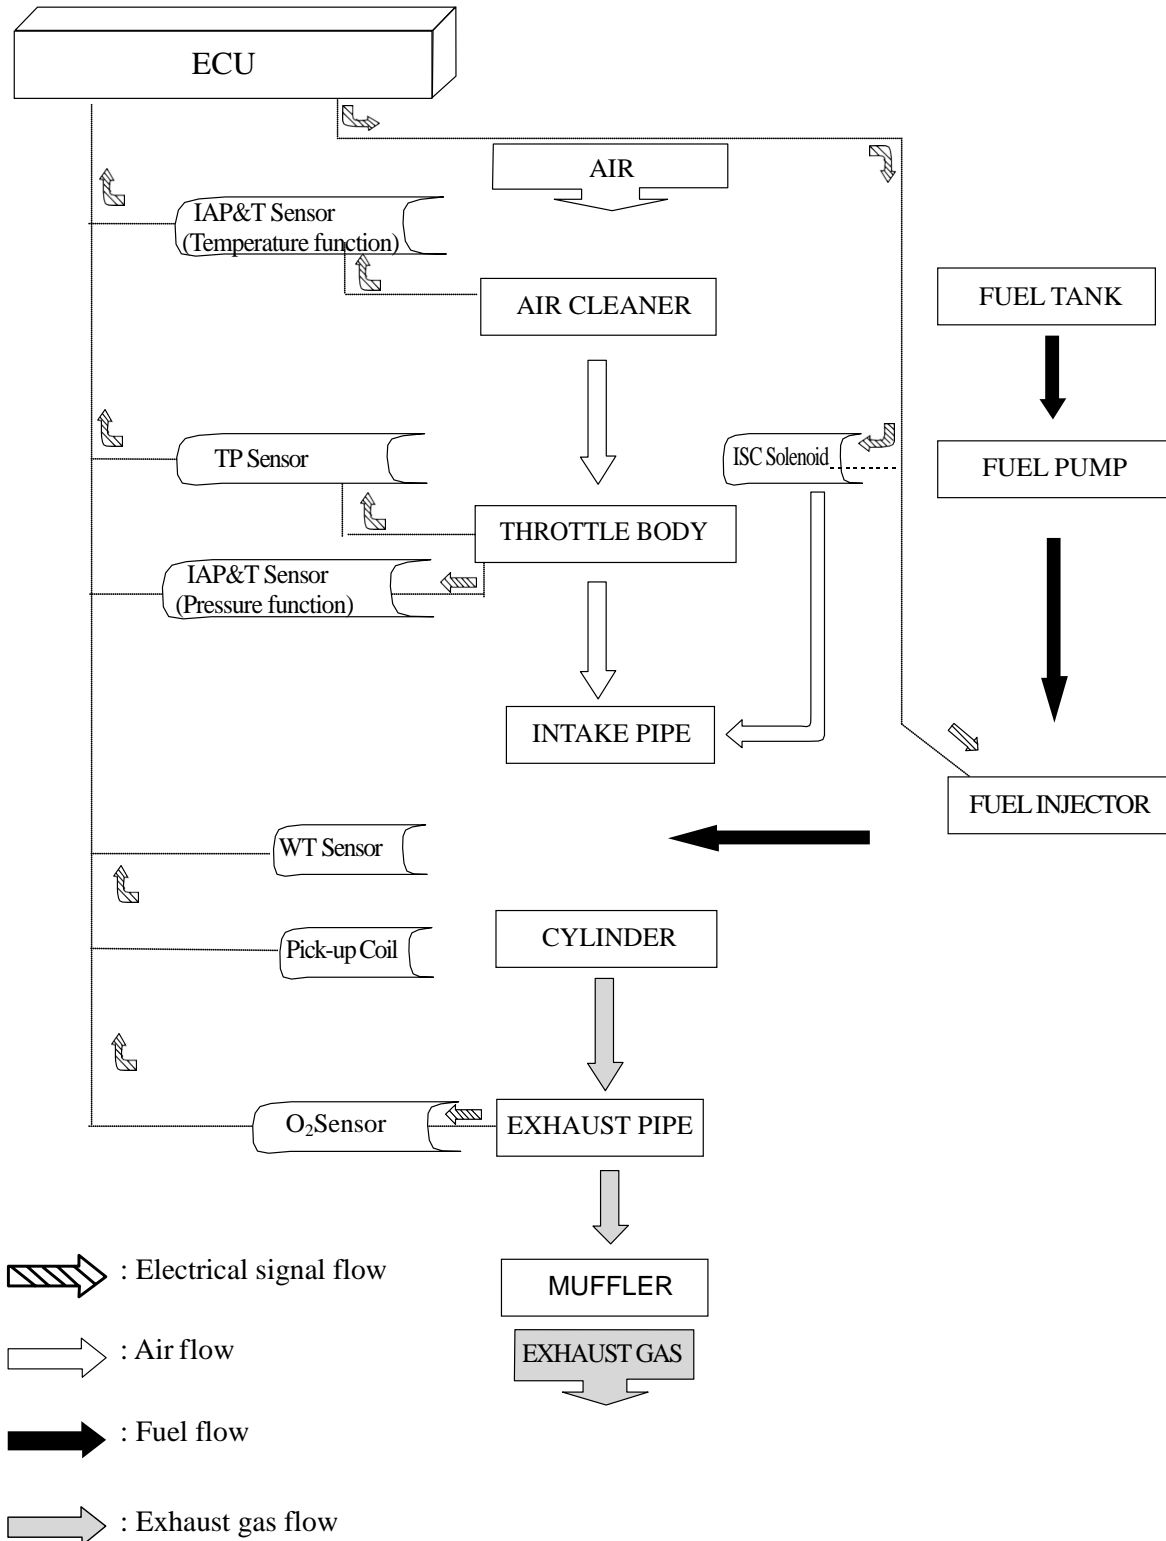 ECU
AIR
IAP&T Sensor
(Temperature function)
AIR CLEANER
FUEL TANK
TP Sensor
ISC Solenoid
FUEL PUMP
THROTTLE BODY
IAP&T Sensor
(Pressure function)
INTAKE PIPE
FUEL INJECTOR
WT Sensor
CYLINDER
Pick-up Coil
O₂Sensor
EXHAUST PIPE
: Electrical signal flow
MUFFLER
: Air flow
EXHAUST GAS
: Fuel flow
: Exhaust gas flow